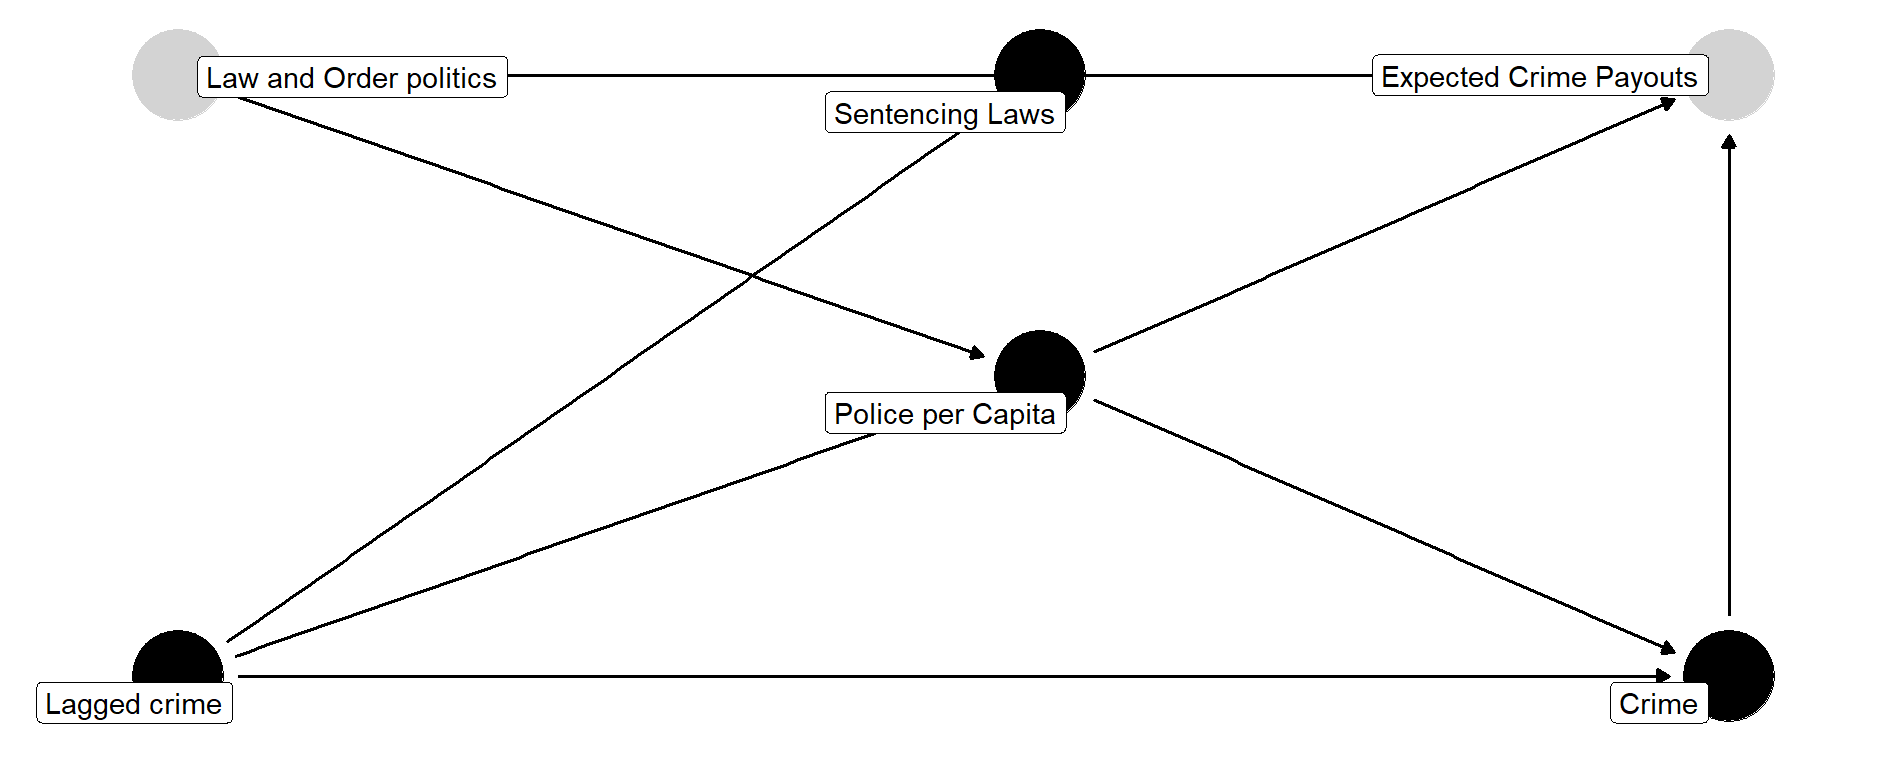 Law and Order politics
Expected Crime Payouts
Sentencing Laws
Police per Capita
Lagged crime
Crime